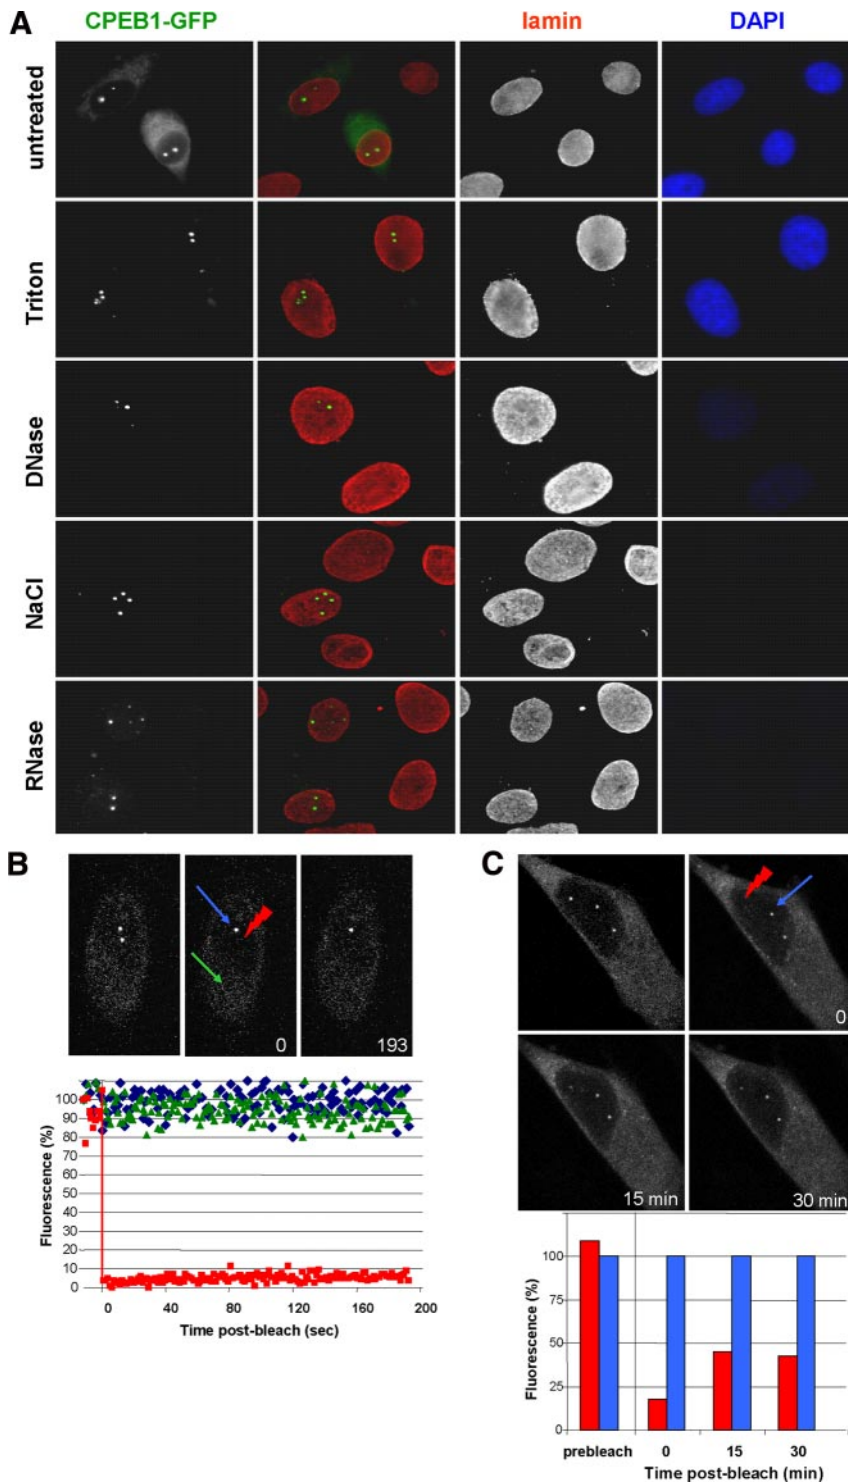 A
CPEB1-GFP lamin DAPI
untreated
Triton
DNase
NaCl
RNase
B
0 193
Fluorescence (%)
100
90
80
70
60
50
40
30
20
10
0
0 40 80 120 160 200
Time post-bleach (sec)
C
0
15 min 30 min
Fluorescence (%)
100
75
50
25
0
prebleach 0 15 30
Time post-bleach (min)